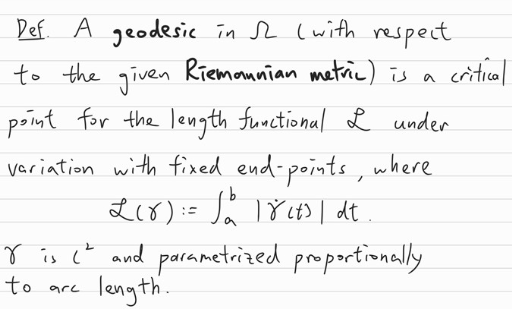 Def. A geodesic in Ω (with respect
to the given Riemannian metric) is a critical
point for the length functional ℒ under
variation with fixed end-points, where
ℒ(γ) := ∫ₐᵇ |γ̇(t)| dt.
γ is C² and parametrized proportionally
to arc length.